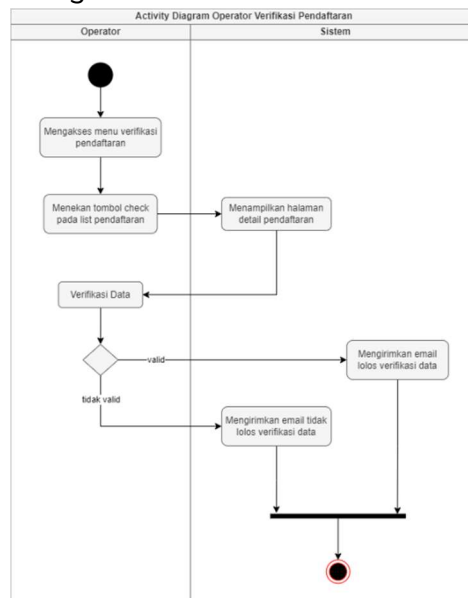 Activity Diagram Operator Verifikasi Pendaftaran
Operator
Sistem
Mengakses menu verifikasi
pendaftaran
Menekan tombol check
pada list pendaftaran
Menampilkan halaman
detail pendaftaran
Verifikasi Data
valid
Mengirimkan email
lolos verifikasi data
tidak valid
Mengirimkan email tidak
lolos verifikasi data